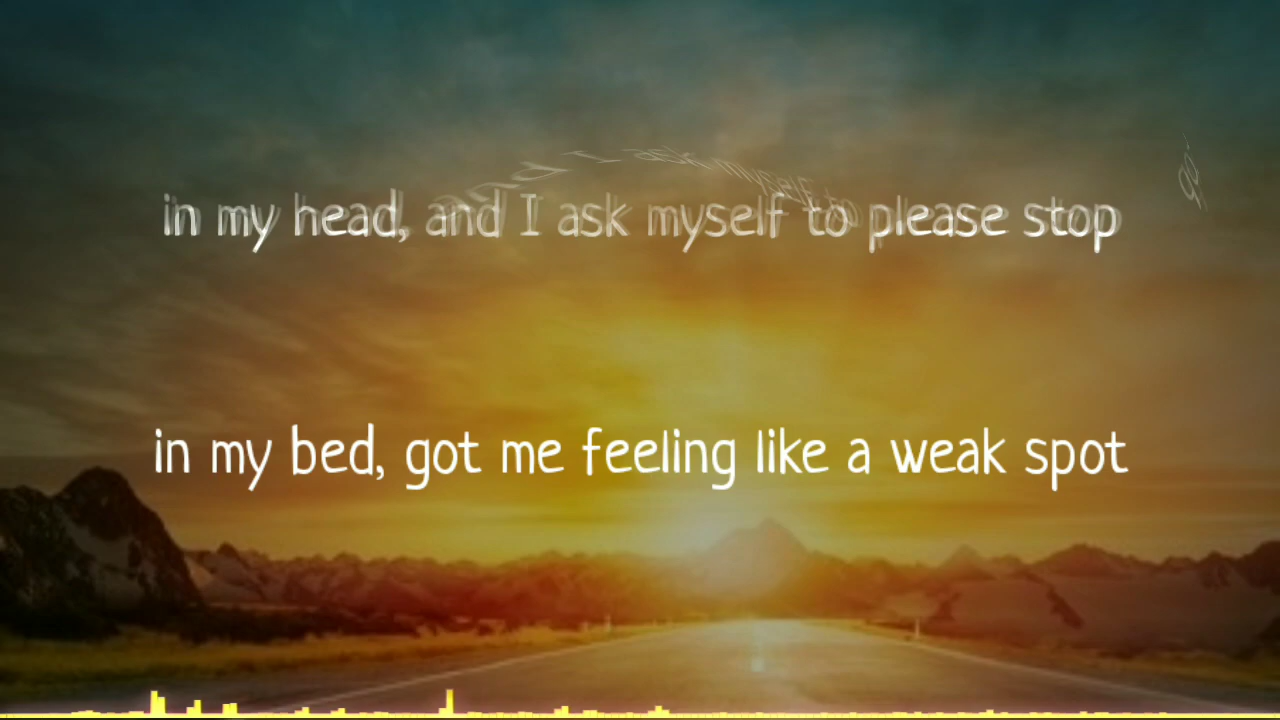 in my head, and I ask myself to please stop
in my bed, got me feeling like a weak spot